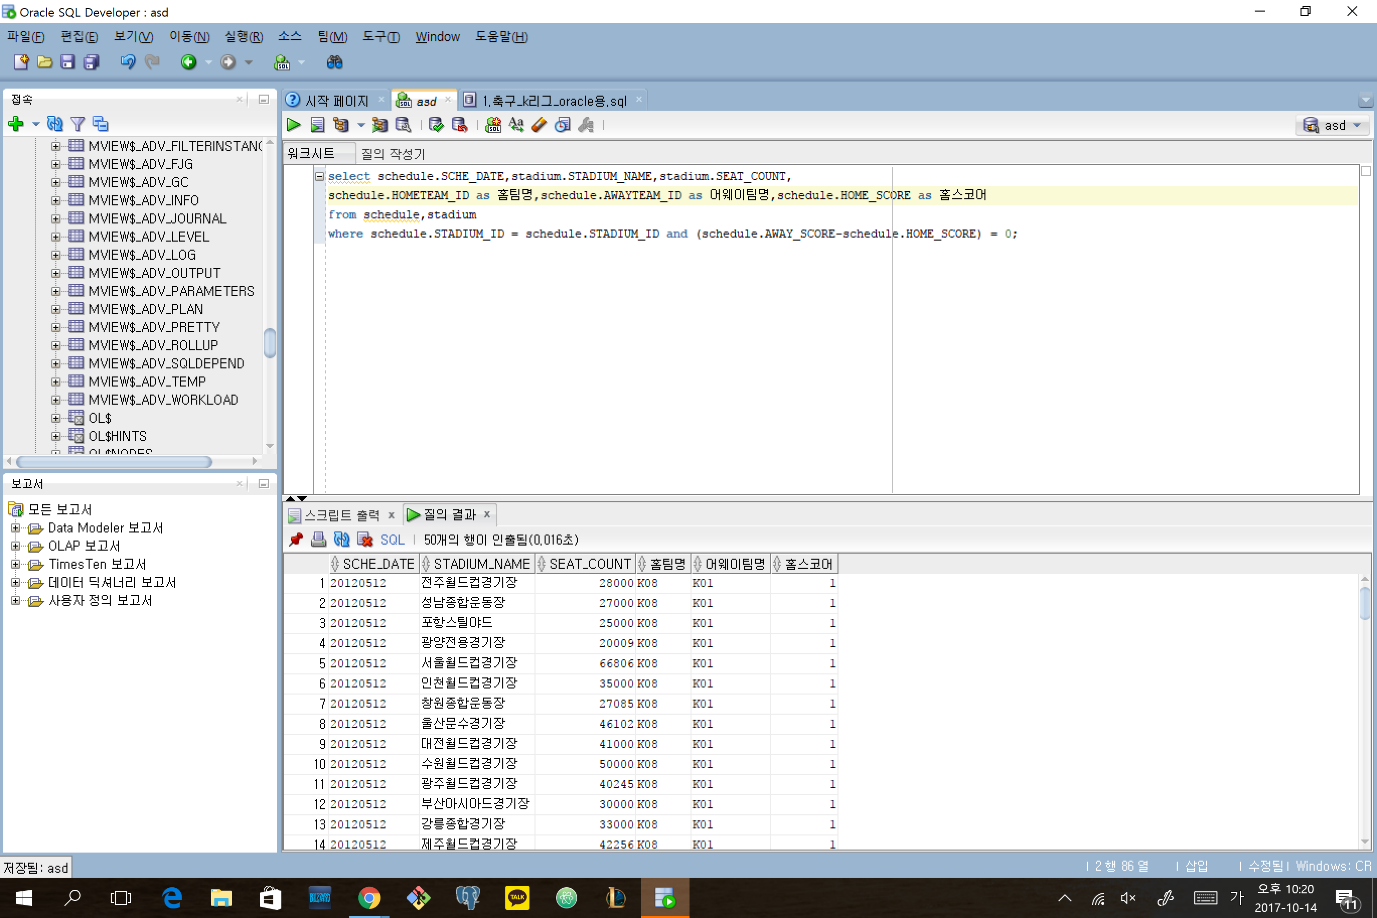 Oracle SQL Developer : asd
파일(F) 편집(E) 보기(V) 이동(N) 실행(R) 소스 팀(M) 도구(T) Window 도움말(H)
접속
MVIEW$_ADV_FILTERINSTANC
MVIEW$_ADV_FJG
MVIEW$_ADV_GC
MVIEW$_ADV_INFO
MVIEW$_ADV_JOURNAL
MVIEW$_ADV_LEVEL
MVIEW$_ADV_LOG
MVIEW$_ADV_OUTPUT
MVIEW$_ADV_PARAMETERS
MVIEW$_ADV_PLAN
MVIEW$_ADV_PRETTY
MVIEW$_ADV_ROLLUP
MVIEW$_ADV_SQLDEPEND
MVIEW$_ADV_TEMP
MVIEW$_ADV_WORKLOAD
OL$
OL$HINTS
OL$NODES
보고서
모든 보고서
Data Modeler 보고서
OLAP 보고서
TimesTen 보고서
데이터 딕셔너리 보고서
사용자 정의 보고서
시작 페이지 asd 1.축구_k리그_oracle용.sql
asd
워크시트 질의 작성기
select schedule.SCHE_DATE,stadium.STADIUM_NAME,stadium.SEAT_COUNT,
schedule.HOMETEAM_ID as 홈팀명,schedule.AWAYTEAM_ID as 어웨이팀명,schedule.HOME_SCORE as 홈스코어
from schedule,stadium
where schedule.STADIUM_ID = schedule.STADIUM_ID and (schedule.AWAY_SCORE-schedule.HOME_SCORE) = 0;
스크립트 출력 질의 결과
SQL 50개의 행이 인출됨(0.016초)
SCHE_DATE STADIUM_NAME SEAT_COUNT 홈팀명 어웨이팀명 홈스코어
1 20120512 전주월드컵경기장 28000 K08 K01 1
2 20120512 성남종합운동장 27000 K08 K01 1
3 20120512 포항스틸야드 25000 K08 K01 1
4 20120512 광양전용경기장 20009 K08 K01 1
5 20120512 서울월드컵경기장 66806 K08 K01 1
6 20120512 인천월드컵경기장 35000 K08 K01 1
7 20120512 창원종합운동장 27085 K08 K01 1
8 20120512 울산문수경기장 46102 K08 K01 1
9 20120512 대전월드컵경기장 41000 K08 K01 1
10 20120512 수원월드컵경기장 50000 K08 K01 1
11 20120512 광주월드컵경기장 40245 K08 K01 1
12 20120512 부산아시아드경기장 30000 K08 K01 1
13 20120512 강릉종합경기장 33000 K08 K01 1
14 20120512 제주월드컵경기장 42256 K08 K01 1
저장됨: asd
2 행 86 열 삽입 수정됨 Windows: CR
BLIZZARD
TALK
가
오후 10:20
2017-10-14
11